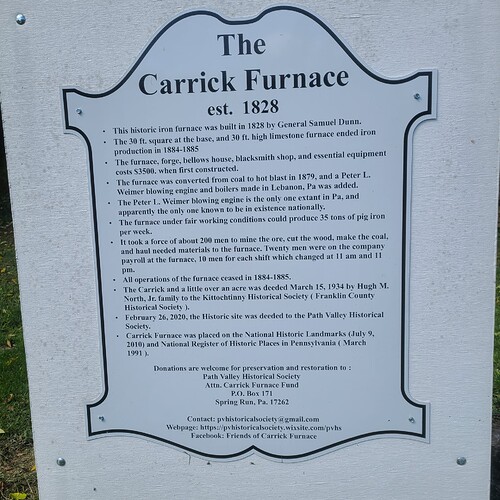 The
Carrick Furnace
est. 1828
• This historic iron furnace was built in 1828 by General Samuel Dunn.
• The 30 ft. square at the base, and 30 ft. high limestone furnace ended iron
production in 1884-1885
• The furnace, forge, bellows house, blacksmith shop, and essential equipment
costs $3500. when first constructed.
• The furnace was converted from coal to hot blast in 1879, and a Peter L.
Weimer blowing engine and boilers made in Lebanon, Pa was added.
• The Peter L. Weimer blowing engine is the only one extant in Pa, and
apparently the only one known to be in existence nationally.
• The furnace under fair working conditions could produce 35 tons of pig iron
per week.
• It took a force of about 200 men to mine the ore, cut the wood, make the coal,
and haul needed materials to the furnace. Twenty men were on the company
payroll at the furnace, 10 men for each shift which changed at 11 am and 11
pm.
• All operations of the furnace ceased in 1884-1885.
• The Carrick and a little over an acre was deeded March 15, 1934 by Hugh M.
North, Jr. family to the Kittochtinny Historical Society ( Franklin County
Historical Society ).
• February 26, 2020, the Historic site was deeded to the Path Valley Historical
Society.
• Carrick Furnace was placed on the National Historic Landmarks (July 9,
2010) and National Register of Historic Places in Pennsylvania ( March
1991 ).
Donations are welcome for preservation and restoration to :
Path Valley Historical Society
Attn. Carrick Furnace Fund
P.O. Box 171
Spring Run, Pa. 17262
Contact: pvhistoricalsociety@gmail.com
Webpage: https://pvhistoricalsociety.wixsite.com/pvhs
Facebook: Friends of Carrick Furnace